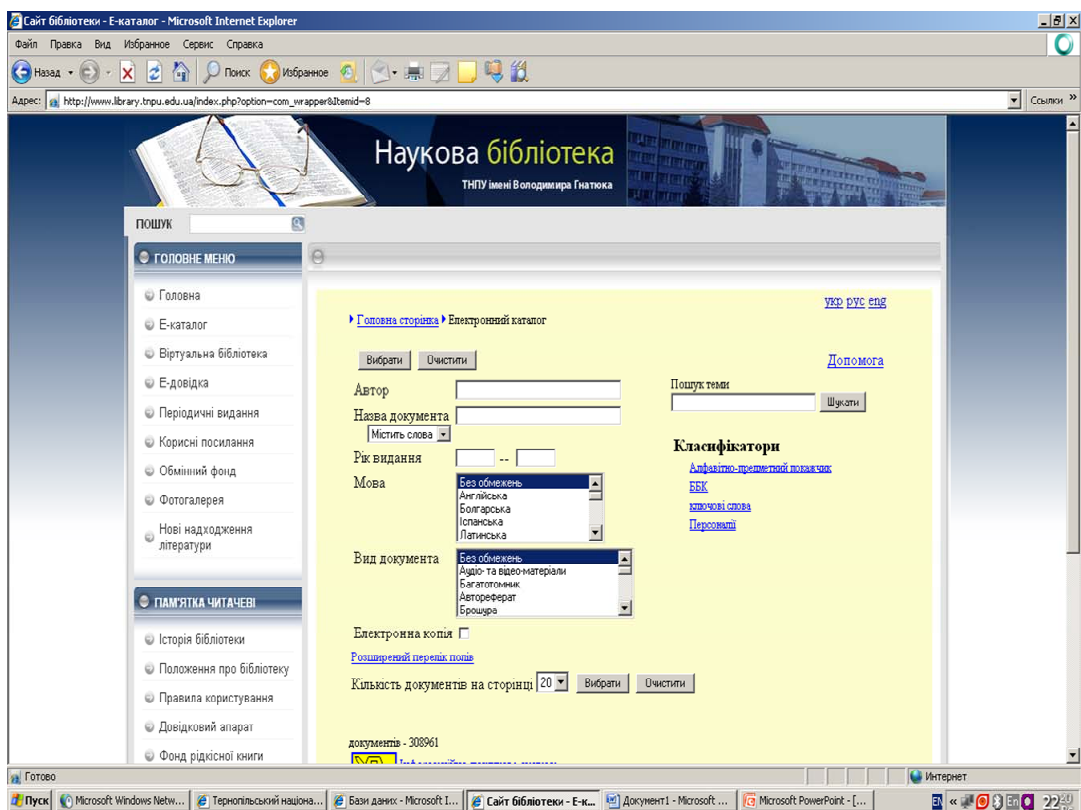 Сайт бібліотеки - Е-каталог - Microsoft Internet Explorer
Файл Правка Вид Избранное Сервис Справка
Назад Поиск Избранное
Адрес: http://www.library.tnpu.edu.ua/index.php?option=com_wrapper&Itemid=8 Ссылки »
Наукова бібліотека
ТНПУ імені Володимира Гнатюка
ПОШУК
ГОЛОВНЕ МЕНЮ
Головна
Е-каталог
Віртуальна бібліотека
Е-довідка
Періодичні видання
Корисні посилання
Обмінний фонд
Фотогалерея
Нові надходження
літератури
ПАМ'ЯТКА ЧИТАЧЕВІ
Історія бібліотеки
Положення про бібліотеку
Правила користування
Довідковий апарат
Фонд рідкісної книги
укр рус eng
Головна сторінка Електронний каталог
Вибрати Очистити
Допомога
Автор
Назва документа
Містить слова
Рік видання --
Мова
Без обмежень
Англійська
Болгарська
Іспанська
Латинська
Вид документа
Без обмежень
Аудіо- та відео-матеріали
Багатотомник
Автореферат
Брошура
Електронна копія
Розширений перелік полів
Кількість документів на сторінці 20 Вибрати Очистити
документів - 308961
Пошук теми
Шукати
Класифікатори
Алфавітно-предметний покажчик
ББК
ключові слова
Персоналії
Готово Интернет
Пуск Microsoft Windows Netw... Тернопільський націона... Бази даних - Microsoft I... Сайт бібліотеки - Е-к... Документ1 - Microsoft ... Microsoft PowerPoint - [... EN « En